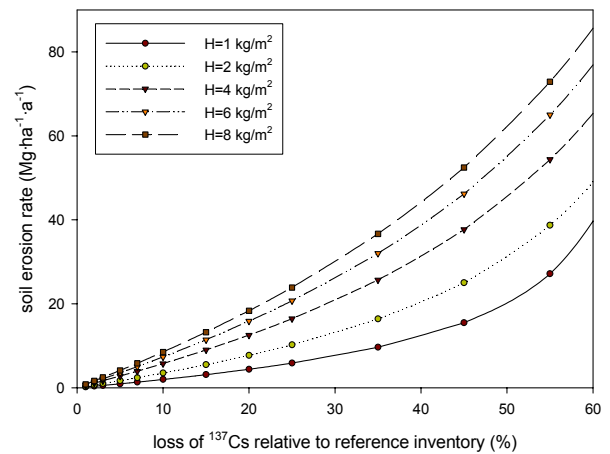 H=1 kg/m²
H=2 kg/m²
H=4 kg/m²
H=6 kg/m²
H=8 kg/m²
soil erosion rate (Mg·ha⁻¹·a⁻¹)
80
60
40
20
0
0 10 20 30 40 50 60
loss of ¹³⁷Cs relative to reference inventory (%)